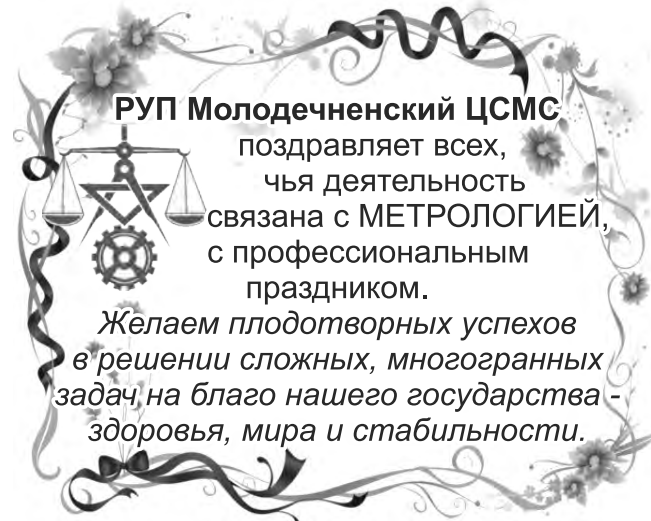 РУП Молодечненский ЦСМС
поздравляет всех,
чья деятельность
связана с МЕТРОЛОГИЕЙ,
с профессиональным
праздником.
Желаем плодотворных успехов
в решении сложных, многогранных
задач на благо нашего государства -
здоровья, мира и стабильности.